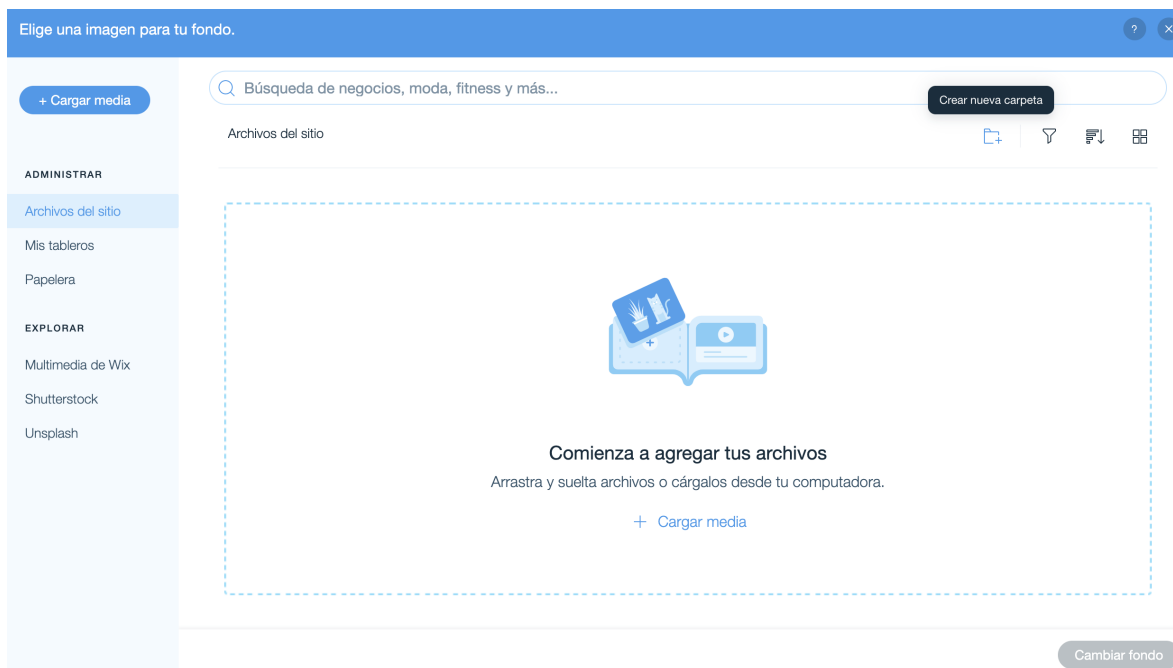 Elige una imagen para tu fondo.
?
+ Cargar media
Búsqueda de negocios, moda, fitness y más...
Crear nueva carpeta
Archivos del sitio
ADMINISTRAR
Archivos del sitio
Mis tableros
Papelera
EXPLORAR
Multimedia de Wix
Shutterstock
Unsplash
Comienza a agregar tus archivos
Arrastra y suelta archivos o cárgalos desde tu computadora.
+ Cargar media
Cambiar fondo